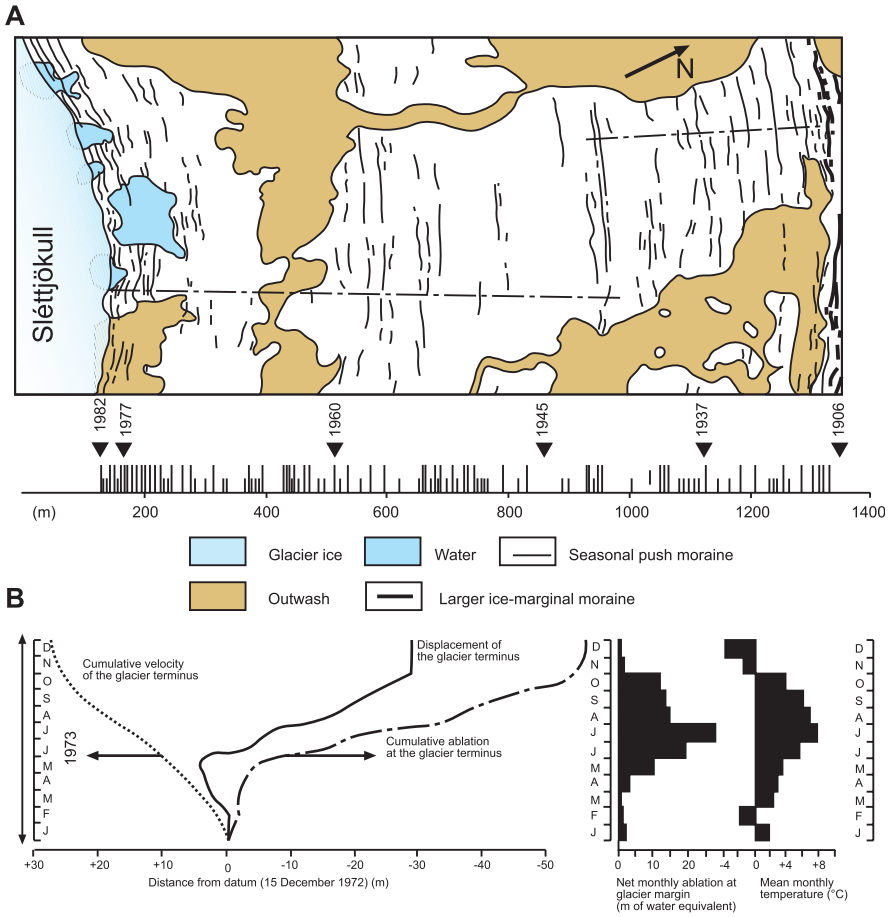 A
N
Sléttjökull
1982
1977
1960
1945
1937
1906
(m)
200
400
600
800
1000
1200
1400
Glacier ice
Water
Seasonal push moraine
Outwash
Larger ice-marginal moraine
B
D
N
O
S
A
J
J
M
A
M
F
J
1973
Cumulative velocity
of the glacier terminus
Displacement of
the glacier terminus
Cumulative ablation
at the glacier terminus
+30
+20
+10
0
-10
-20
-30
-40
-50
Distance from datum (15 December 1972) (m)
D
N
O
S
A
J
J
M
A
M
F
J
0
10
20
Net monthly ablation at
glacier margin
(m of water equivalent)
-4
0
+4
+8
Mean monthly
temperature (°C)
D
N
O
S
A
J
J
M
A
M
F
J